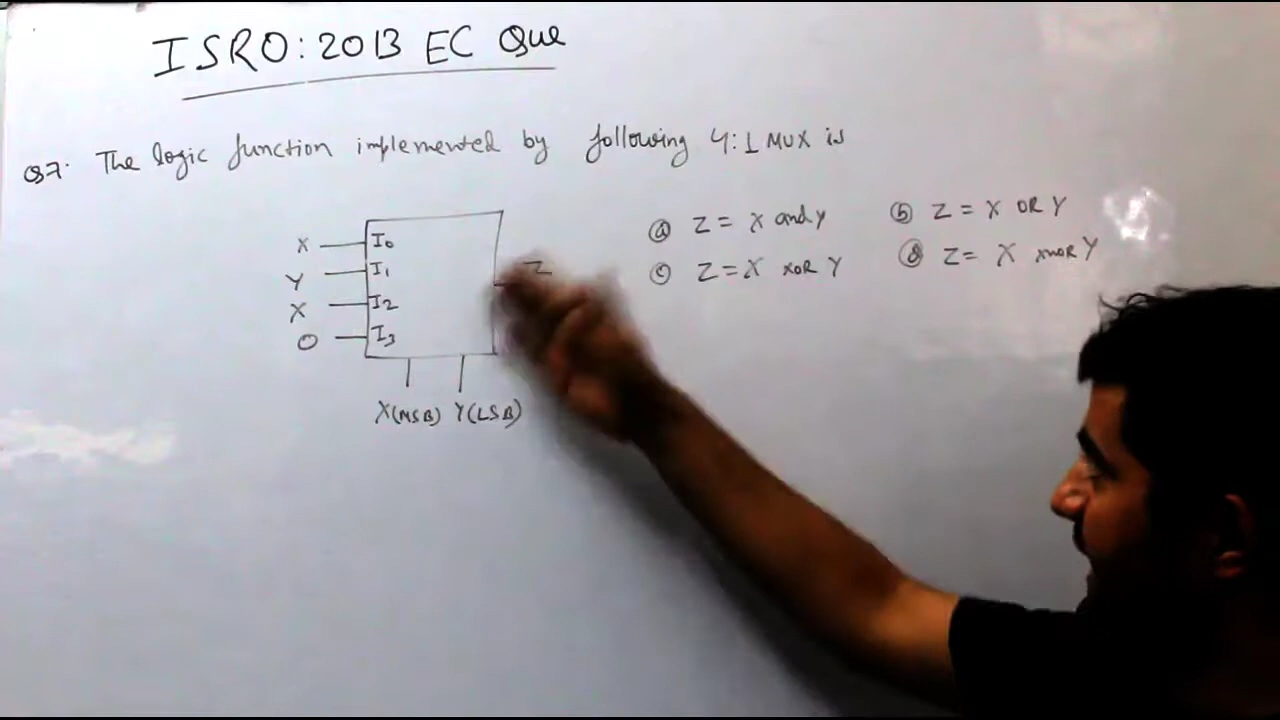 ISRO: 2013 EC Que
Q7. The logic function implemented by following 4:1 MUX is
X I0
Y I1
X I2
0 I3
Z
X(MSB) Y(LSB)
(a) Z = X and Y (b) Z = X OR Y
(c) Z = X XOR Y (d) Z = X XNOR Y